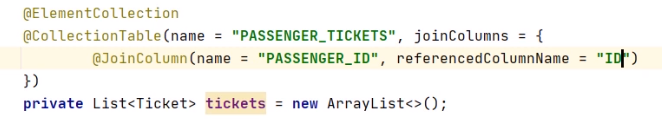 @ElementCollection
@CollectionTable(name = "PASSENGER_TICKETS", joinColumns = {
@JoinColumn(name = "PASSENGER_ID", referencedColumnName = "ID")
})
private List<Ticket> tickets = new ArrayList<>();